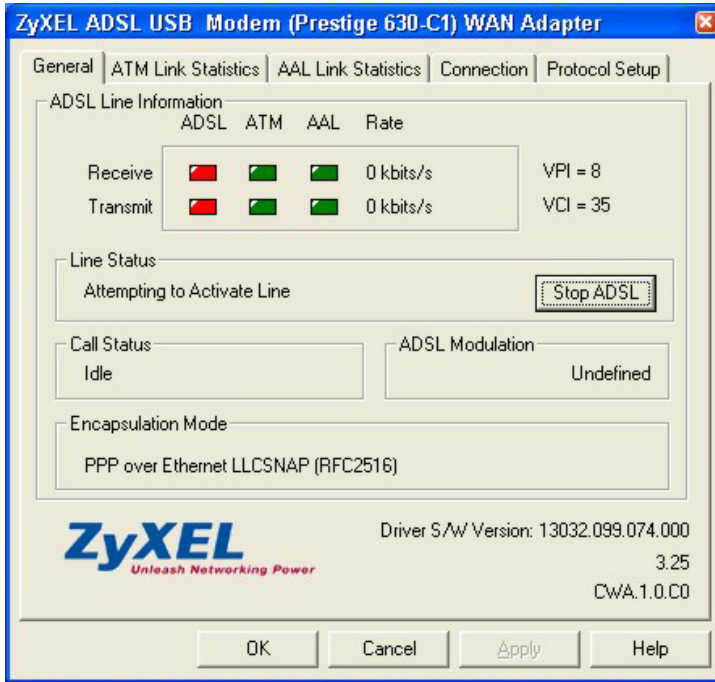 ZyXEL ADSL USB Modem (Prestige 630-C1) WAN Adapter
General ATM Link Statistics AAL Link Statistics Connection Protocol Setup
ADSL Line Information
ADSL ATM AAL Rate
Receive 0 kbits/s VPI = 8
Transmit 0 kbits/s VCI = 35
Line Status
Attempting to Activate Line Stop ADSL
Call Status ADSL Modulation
Idle Undefined
Encapsulation Mode
PPP over Ethernet LLCSNAP (RFC2516)
ZyXEL Driver S/W Version: 13032.099.074.000
Unleash Networking Power 3.25
CWA.1.0.C0
OK Cancel Apply Help